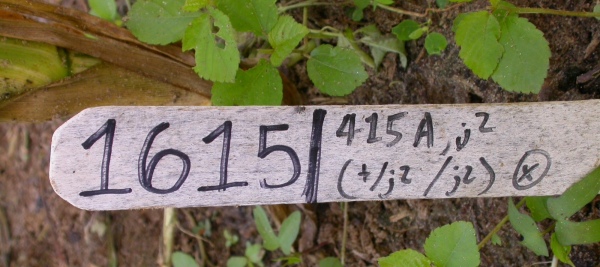 1615 | 415A, j2
(+/j2 /j2) ⓧ